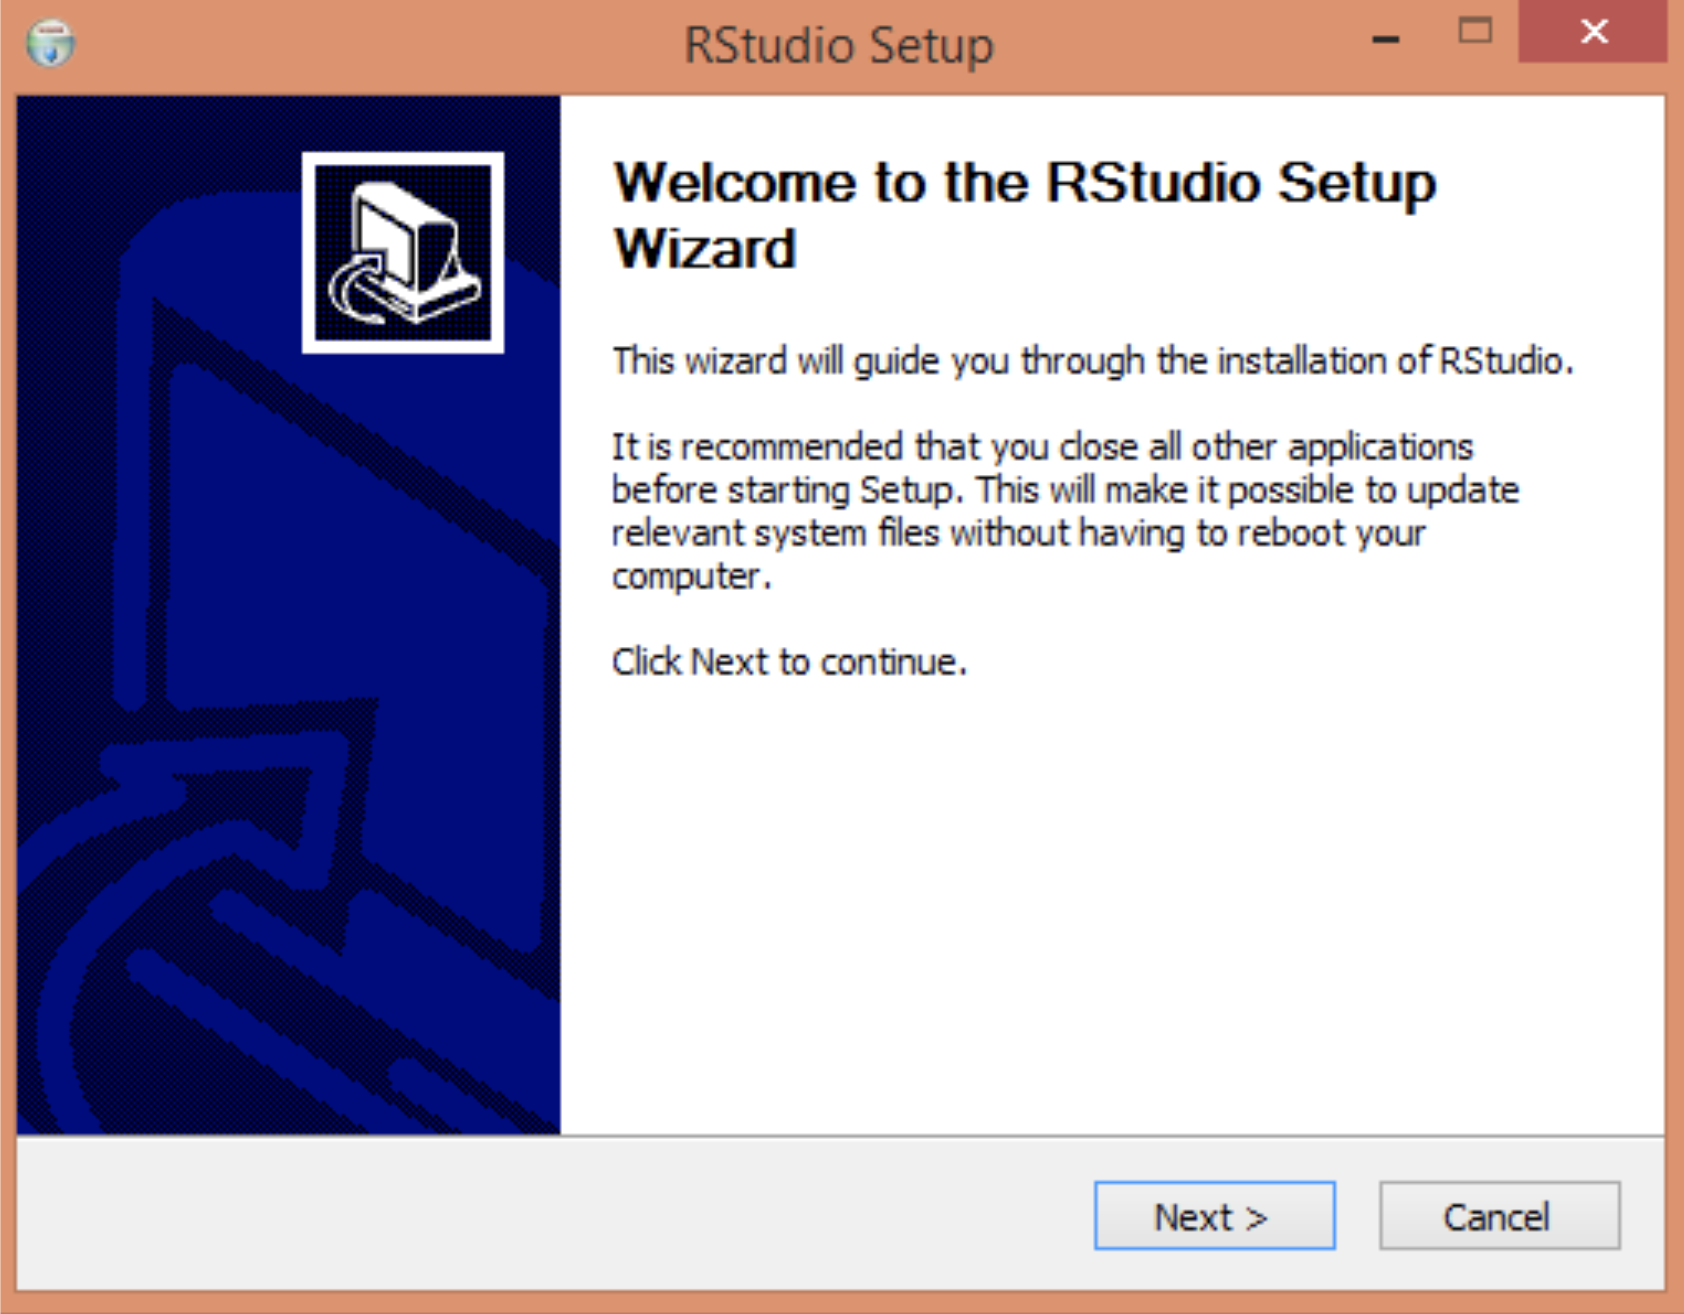 RStudio Setup
Welcome to the RStudio Setup
Wizard
This wizard will guide you through the installation of RStudio.
It is recommended that you close all other applications
before starting Setup. This will make it possible to update
relevant system files without having to reboot your
computer.
Click Next to continue.
Next >
Cancel